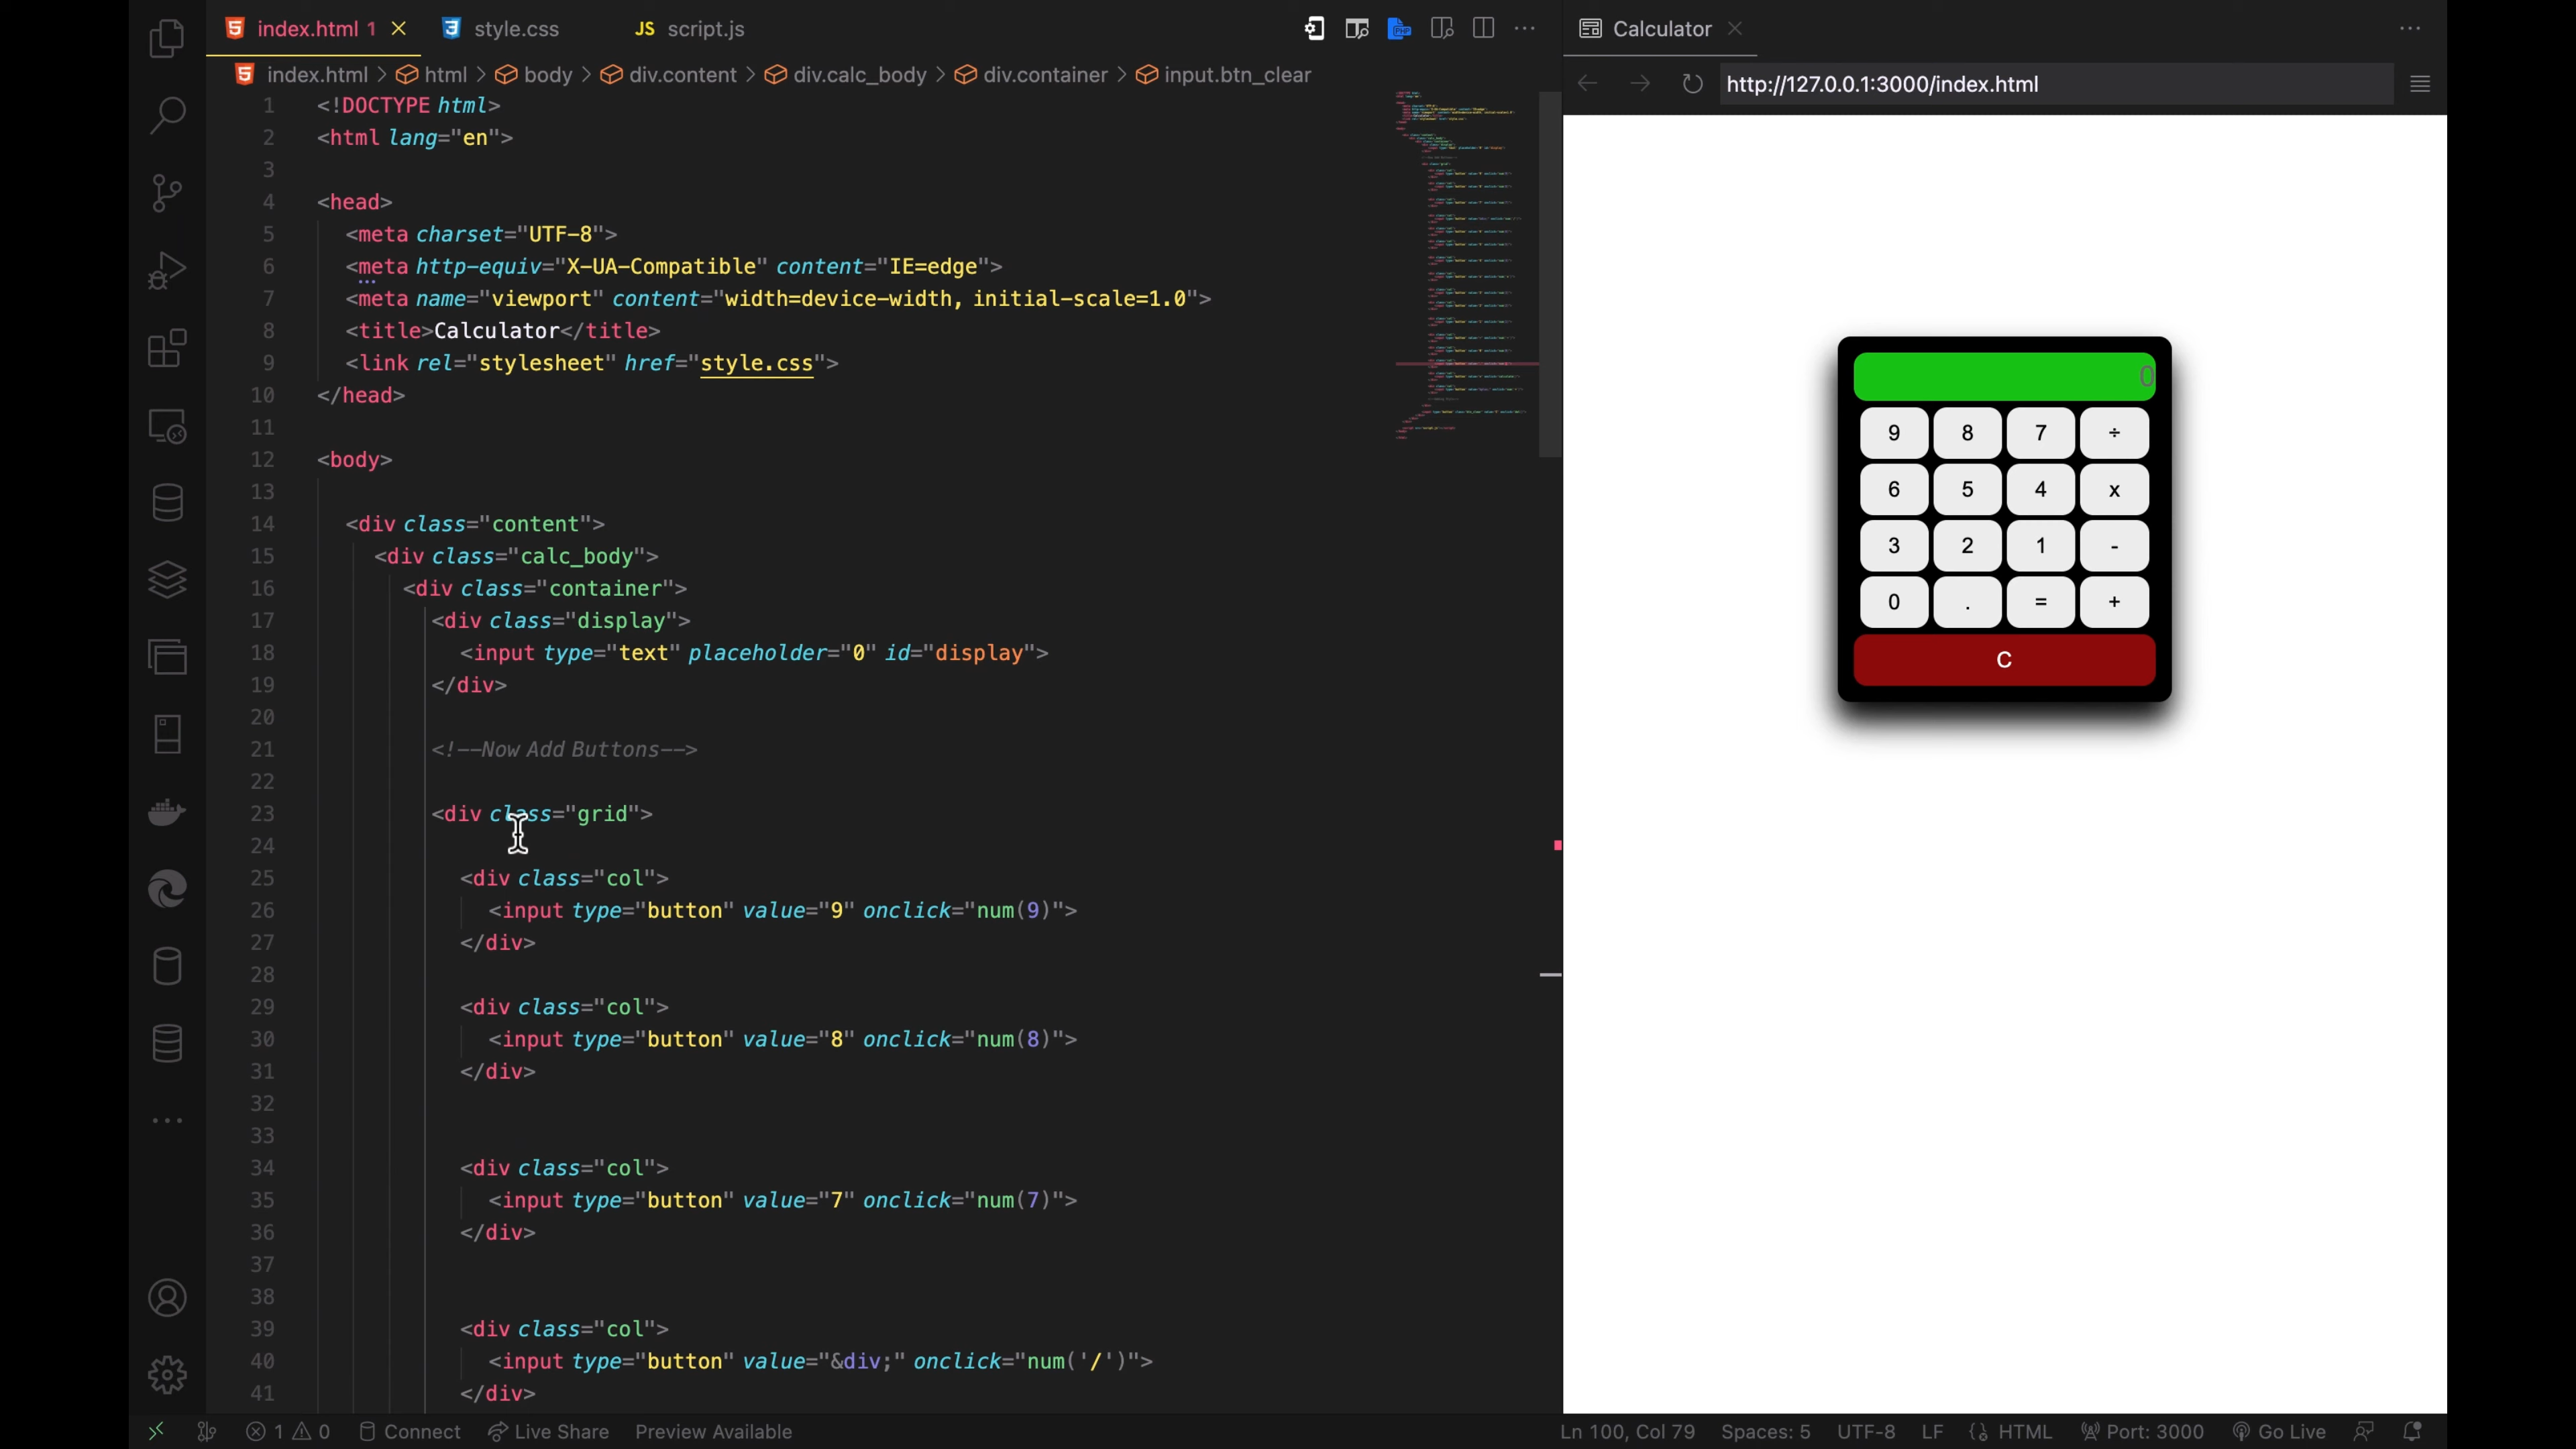 index.html 1
style.css
JS script.js
Calculator
index.html > html > body > div.content > div.calc_body > div.container > input.btn_clear
http://127.0.0.1:3000/index.html
1 <!DOCTYPE html>
2 <html lang="en">
3
4 <head>
5 <meta charset="UTF-8">
6 <meta http-equiv="X-UA-Compatible" content="IE=edge">
7 <meta name="viewport" content="width=device-width, initial-scale=1.0">
8 <title>Calculator</title>
9 <link rel="stylesheet" href="style.css">
10 </head>
11
12 <body>
13
14 <div class="content">
15 <div class="calc_body">
16 <div class="container">
17 <div class="display">
18 <input type="text" placeholder="0" id="display">
19 </div>
20
21 <!--Now Add Buttons-->
22
23 <div class="grid">
24
25 <div class="col">
26 <input type="button" value="9" onclick="num(9)">
27 </div>
28
29 <div class="col">
30 <input type="button" value="8" onclick="num(8)">
31 </div>
32
33
34 <div class="col">
35 <input type="button" value="7" onclick="num(7)">
36 </div>
37
38
39 <div class="col">
40 <input type="button" value="&div;" onclick="num('/')">
41 </div>
0
9 8 7 ÷
6 5 4 x
3 2 1 -
0 . = +
C
1 0 Connect Live Share Preview Available
Ln 100, Col 79 Spaces: 5 UTF-8 LF HTML Port: 3000 Go Live